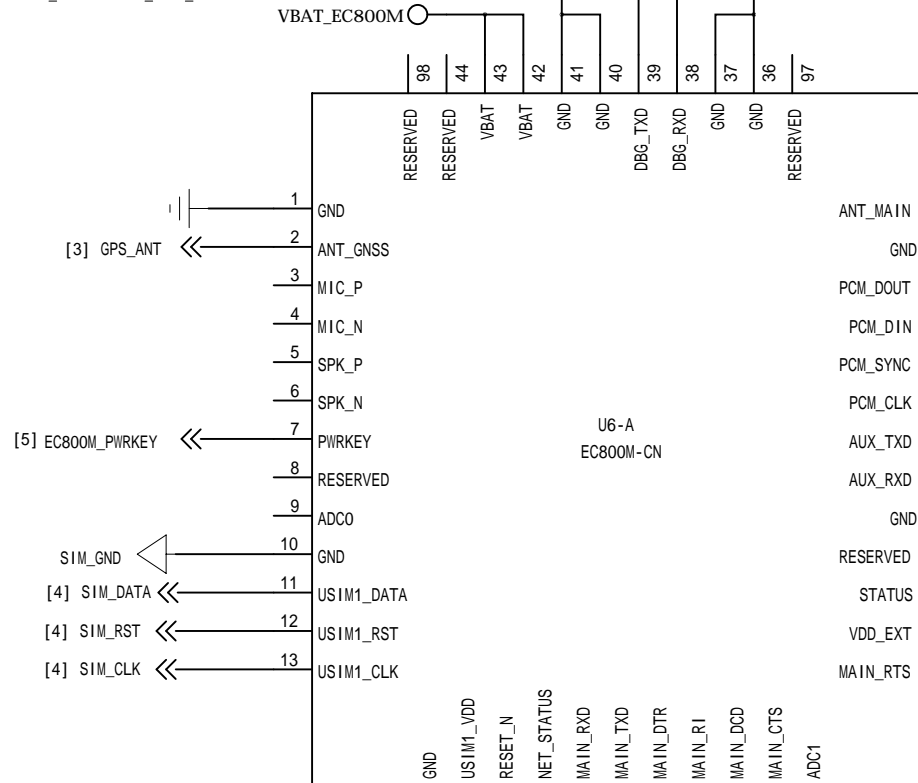 VBAT_EC800M
98
44
43
42
41
40
39
38
37
36
97
RESERVED
RESERVED
VBAT
VBAT
GND
GND
DBG_TXD
DBG_RXD
GND
GND
RESERVED
1 GND
[3] GPS_ANT 2 ANT_GNSS
3 MIC_P
4 MIC_N
5 SPK_P
6 SPK_N
[5] EC800M_PWRKEY 7 PWRKEY
8 RESERVED
9 ADC0
SIM_GND 10 GND
[4] SIM_DATA 11 USIM1_DATA
[4] SIM_RST 12 USIM1_RST
[4] SIM_CLK 13 USIM1_CLK
U6-A
EC800M-CN
ANT_MAIN
GND
PCM_DOUT
PCM_DIN
PCM_SYNC
PCM_CLK
AUX_TXD
AUX_RXD
GND
RESERVED
STATUS
VDD_EXT
MAIN_RTS
GND
USIM1_VDD
RESET_N
NET_STATUS
MAIN_RXD
MAIN_TXD
MAIN_DTR
MAIN_RI
MAIN_DCD
MAIN_CTS
ADC1